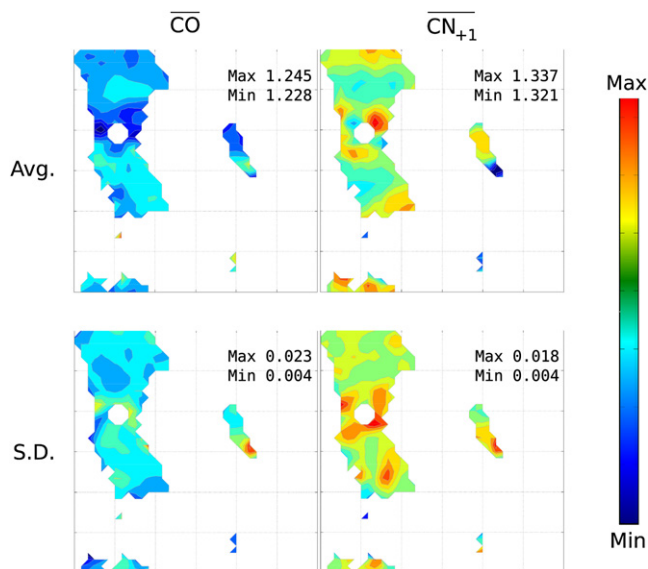 CO
CN+1
Max 1.245
Min 1.228
Max 1.337
Min 1.321
Max
Avg.
Max 0.023
Min 0.004
Max 0.018
Min 0.004
S.D.
Min